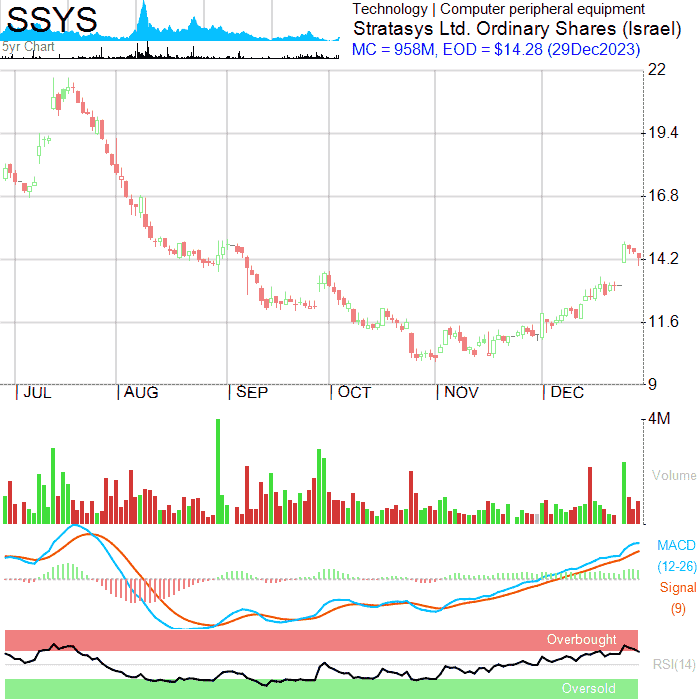 SSYS
5yr Chart
Technology | Computer peripheral equipment
Stratasys Ltd. Ordinary Shares (Israel)
MC = 958M, EOD = $14.28 (29Dec2023)
22
19.4
16.8
14.2
11.6
9
JUL AUG SEP OCT NOV DEC
4M
Volume
MACD
(12-26)
Signal
(9)
Overbought
RSI(14)
Oversold